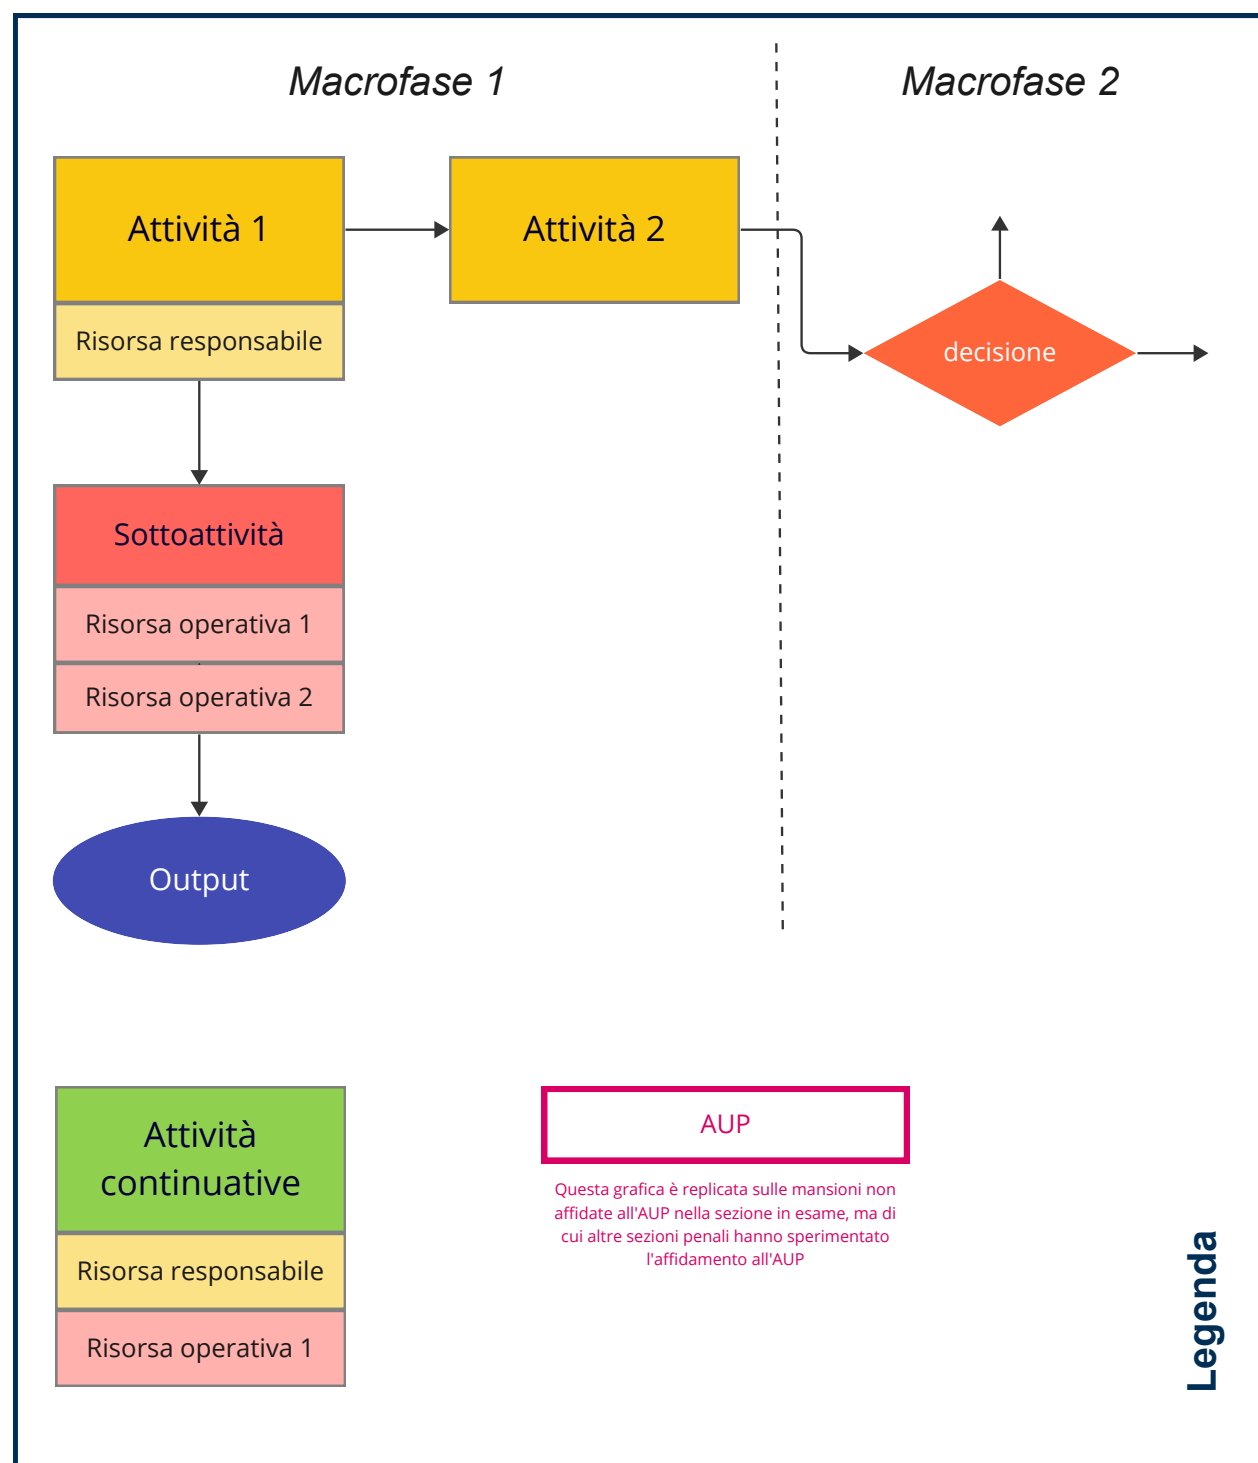 Macrofase 1
Macrofase 2
Attività 1
Attività 2
Risorsa responsabile
decisione
Sottoattività
Risorsa operativa 1
Risorsa operativa 2
Output
Attività
continuative
Risorsa responsabile
Risorsa operativa 1
AUP
Questa grafica è replicata sulle mansioni non
affidate all'AUP nella sezione in esame, ma di
cui altre sezioni penali hanno sperimentato
l'affidamento all'AUP
Legenda